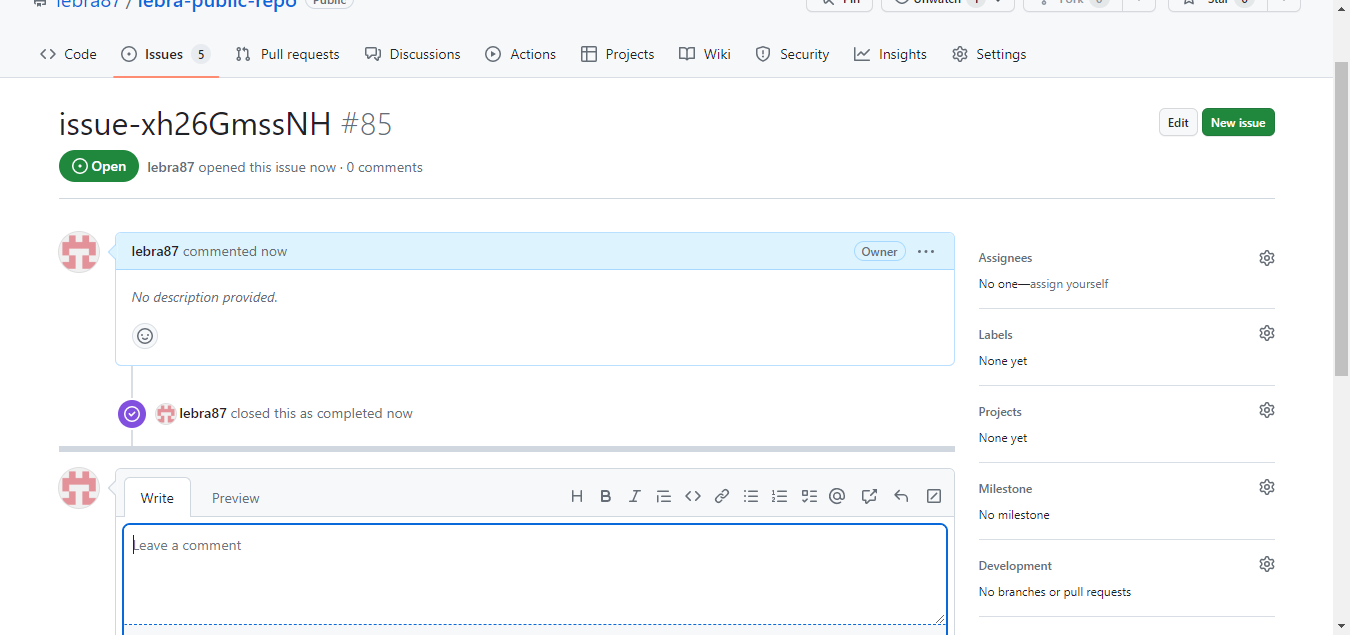 lebra87 / lebra-public-repo Public
Pin Unwatch 1 Fork 0 Star 0
Code Issues 5 Pull requests Discussions Actions Projects Wiki Security Insights Settings
issue-xh26GmssNH #85
Edit New issue
Open lebra87 opened this issue now · 0 comments
lebra87 commented now Owner
No description provided.
lebra87 closed this as completed now
Write Preview
Leave a comment
Assignees
No one—assign yourself
Labels
None yet
Projects
None yet
Milestone
No milestone
Development
No branches or pull requests